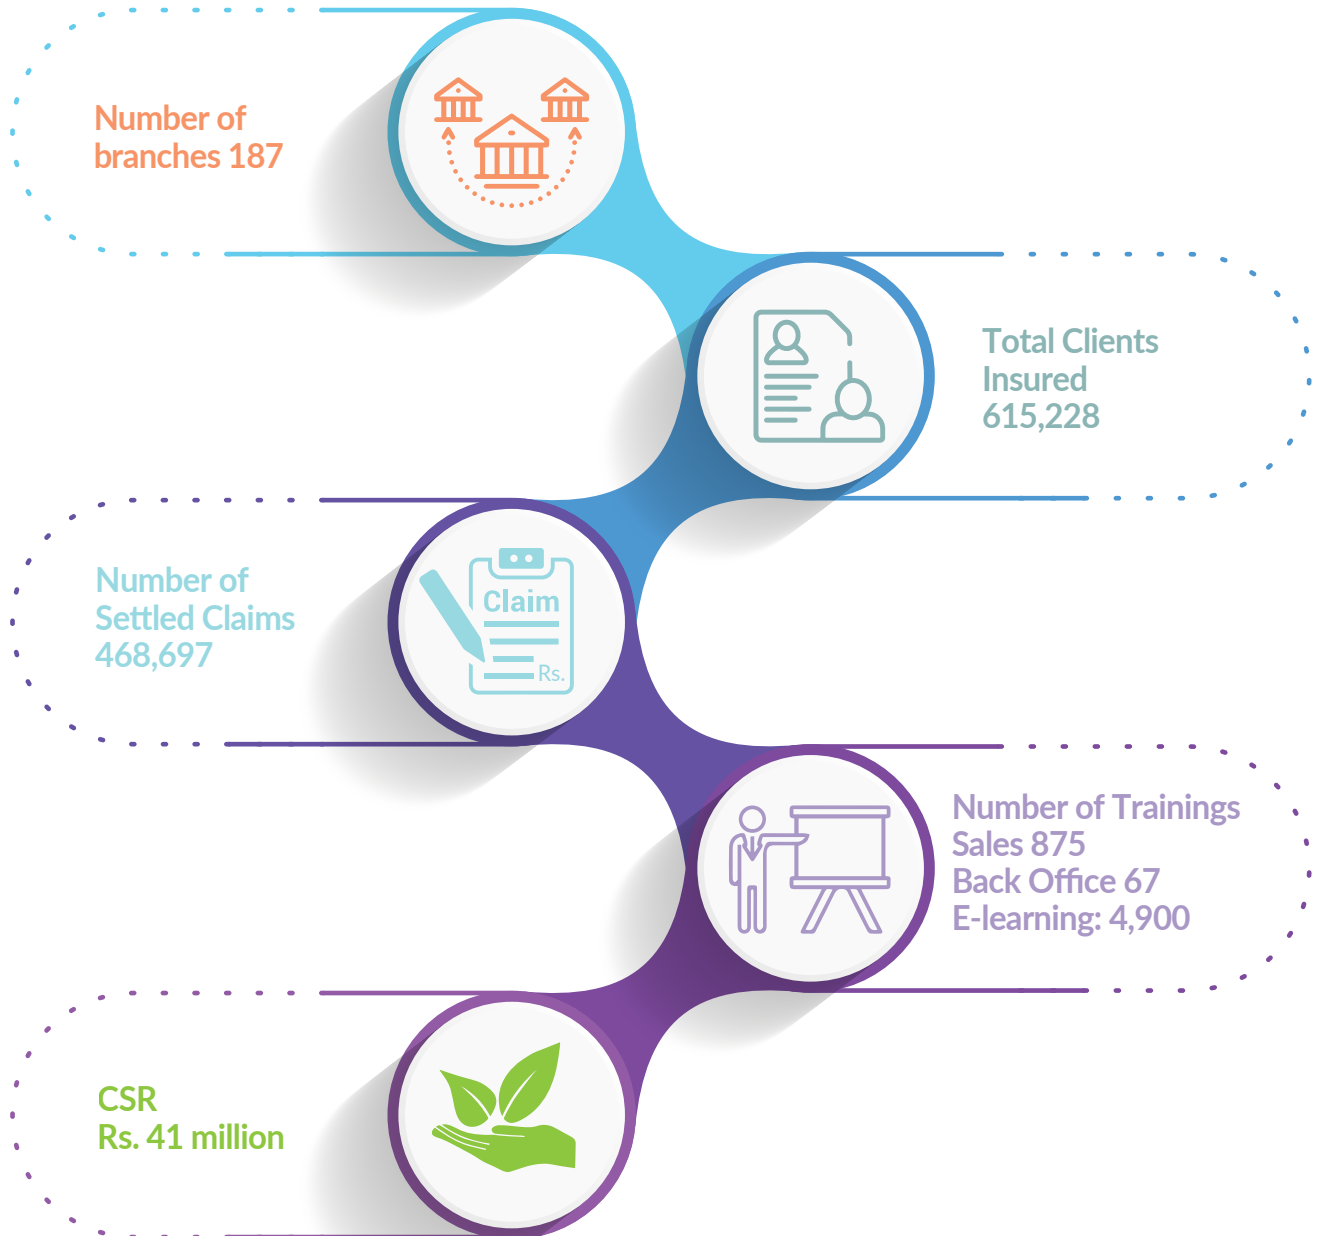 Number of
branches 187
Total Clients
Insured
615,228
Number of
Settled Claims
468,697
Claim
Rs.
Number of Trainings
Sales 875
Back Office 67
E-learning: 4,900
CSR
Rs. 41 million